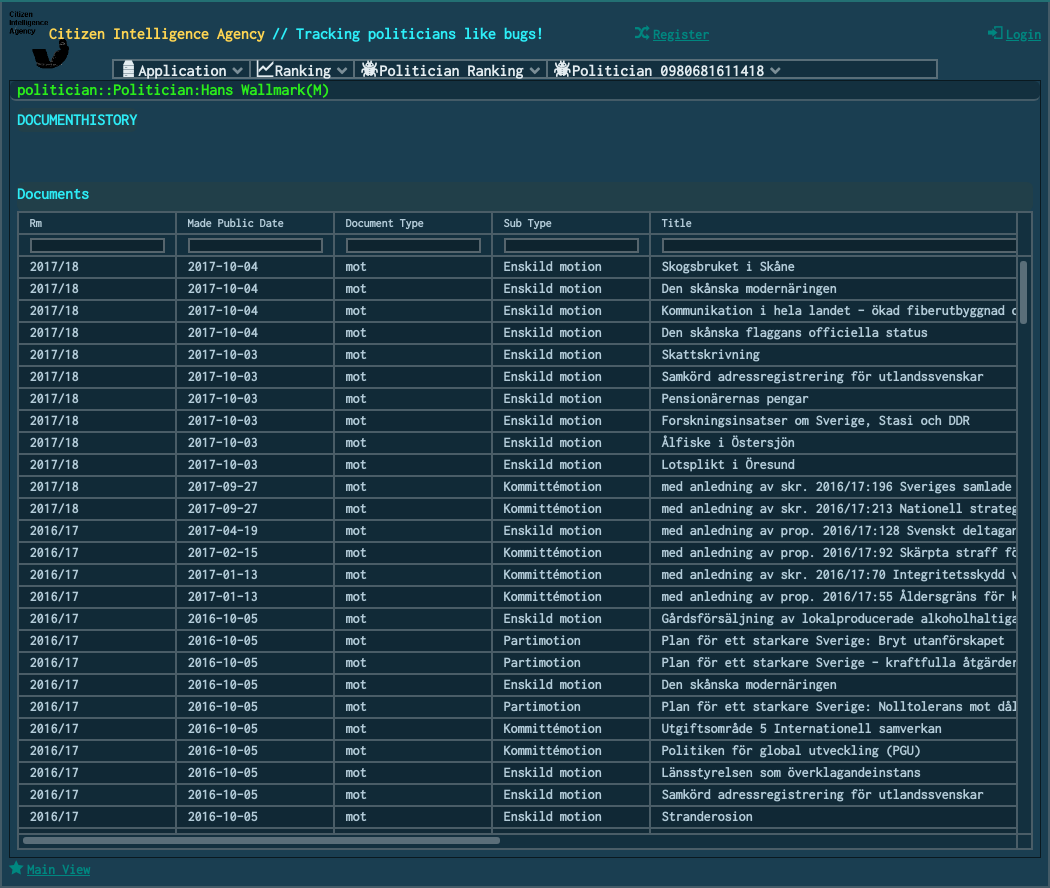 Citizen
Intelligence
Agency
Citizen Intelligence Agency // Tracking politicians like bugs!
Register
Login
Application
Ranking
Politician Ranking
Politician 0980681611418
politician::Politician:Hans Wallmark(M)
DOCUMENTHISTORY
Documents
Rm Made Public Date Document Type Sub Type Title
2017/18 2017-10-04 mot Enskild motion Skogsbruket i Skåne
2017/18 2017-10-04 mot Enskild motion Den skånska modernäringen
2017/18 2017-10-04 mot Enskild motion Kommunikation i hela landet - ökad fiberutbyggnad
2017/18 2017-10-04 mot Enskild motion Den skånska flaggans officiella status
2017/18 2017-10-03 mot Enskild motion Skattskrivning
2017/18 2017-10-03 mot Enskild motion Samkörd adressregistrering för utlandssvenskar
2017/18 2017-10-03 mot Enskild motion Pensionärernas pengar
2017/18 2017-10-03 mot Enskild motion Forskningsinsatser om Sverige, Stasi och DDR
2017/18 2017-10-03 mot Enskild motion Ålfiske i Östersjön
2017/18 2017-10-03 mot Enskild motion Lotsplikt i Öresund
2017/18 2017-09-27 mot Kommittémotion med anledning av skr. 2016/17:196 Sveriges samlade
2017/18 2017-09-27 mot Kommittémotion med anledning av skr. 2016/17:213 Nationell strateg
2016/17 2017-04-19 mot Enskild motion med anledning av prop. 2016/17:128 Svenskt deltagar
2016/17 2017-02-15 mot Kommittémotion med anledning av prop. 2016/17:92 Skärpta straff fö
2016/17 2017-01-13 mot Kommittémotion med anledning av skr. 2016/17:70 Integritetsskydd v
2016/17 2017-01-13 mot Kommittémotion med anledning av prop. 2016/17:55 Åldersgräns för k
2016/17 2016-10-05 mot Enskild motion Gårdsförsäljning av lokalproducerade alkoholhaltiga
2016/17 2016-10-05 mot Partimotion Plan för ett starkare Sverige: Bryt utanförskapet
2016/17 2016-10-05 mot Partimotion Plan för ett starkare Sverige - kraftfulla åtgärder
2016/17 2016-10-05 mot Enskild motion Den skånska modernäringen
2016/17 2016-10-05 mot Partimotion Plan för ett starkare Sverige: Nolltolerans mot dål
2016/17 2016-10-05 mot Kommittémotion Utgiftsområde 5 Internationell samverkan
2016/17 2016-10-05 mot Kommittémotion Politiken för global utveckling (PGU)
2016/17 2016-10-05 mot Enskild motion Länsstyrelsen som överklagandeinstans
2016/17 2016-10-05 mot Enskild motion Samkörd adressregistrering för utlandssvenskar
2016/17 2016-10-05 mot Enskild motion Stranderosion
Main View